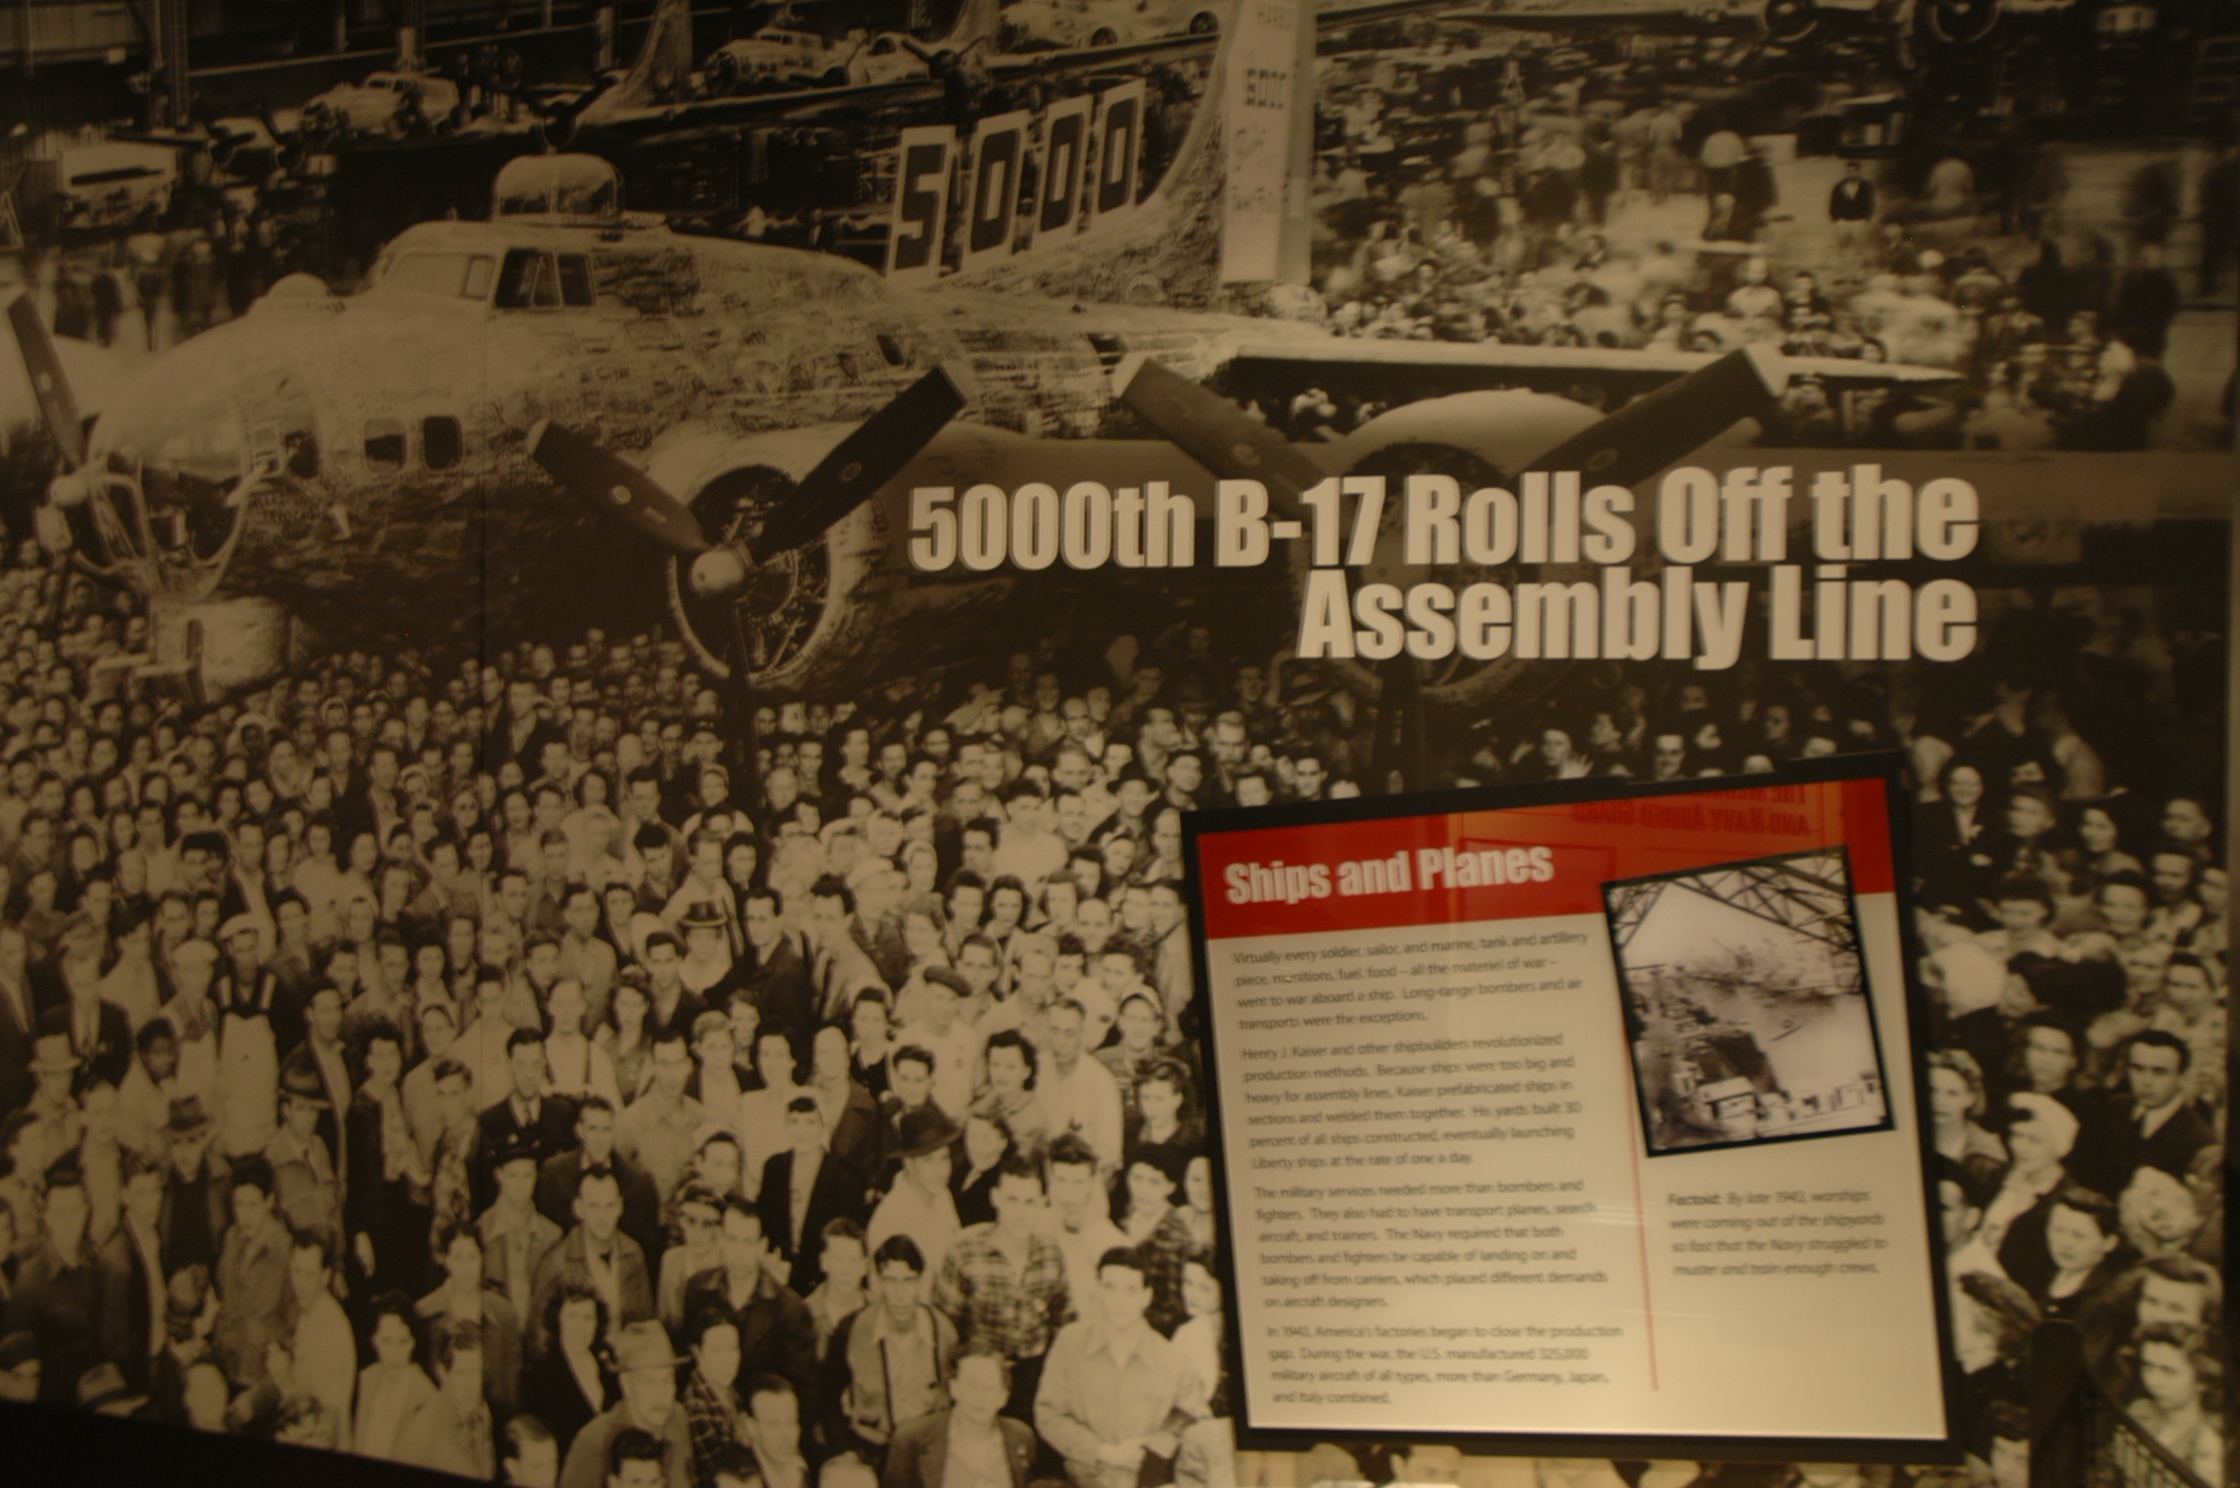 5000
5000th B-17 Rolls Off the
Assembly Line
Ships and Planes
Virtually every soldier, sailor, and marine, tank and artillery
piece, munitions, fuel, food – all the materiel of war –
went to war aboard a ship. Long-range bombers and air
transports were the exceptions.
Henry J. Kaiser and other shipbuilders revolutionized
production methods. Because ships were too big and
heavy for assembly lines, Kaiser prefabricated ships in
sections and welded them together. His yards built 30
percent of all ships constructed, eventually launching
Liberty ships at the rate of one a day.
The military services needed more than bombers and
fighters. They also had to have transport planes, search
aircraft, and trainers. The Navy required that both
bombers and fighters be capable of landing on and
taking off from carriers, which placed different demands
on aircraft designers.
In 1943, America's factories began to close the production
gap. During the war, the U.S. manufactured 325,000
military aircraft of all types, more than Germany, Japan,
and Italy combined.
Factoid: By late 1943, warships
were coming out of the shipyards
so fast that the Navy struggled to
muster and train enough crews.
AND NAVY ARMED GUARD